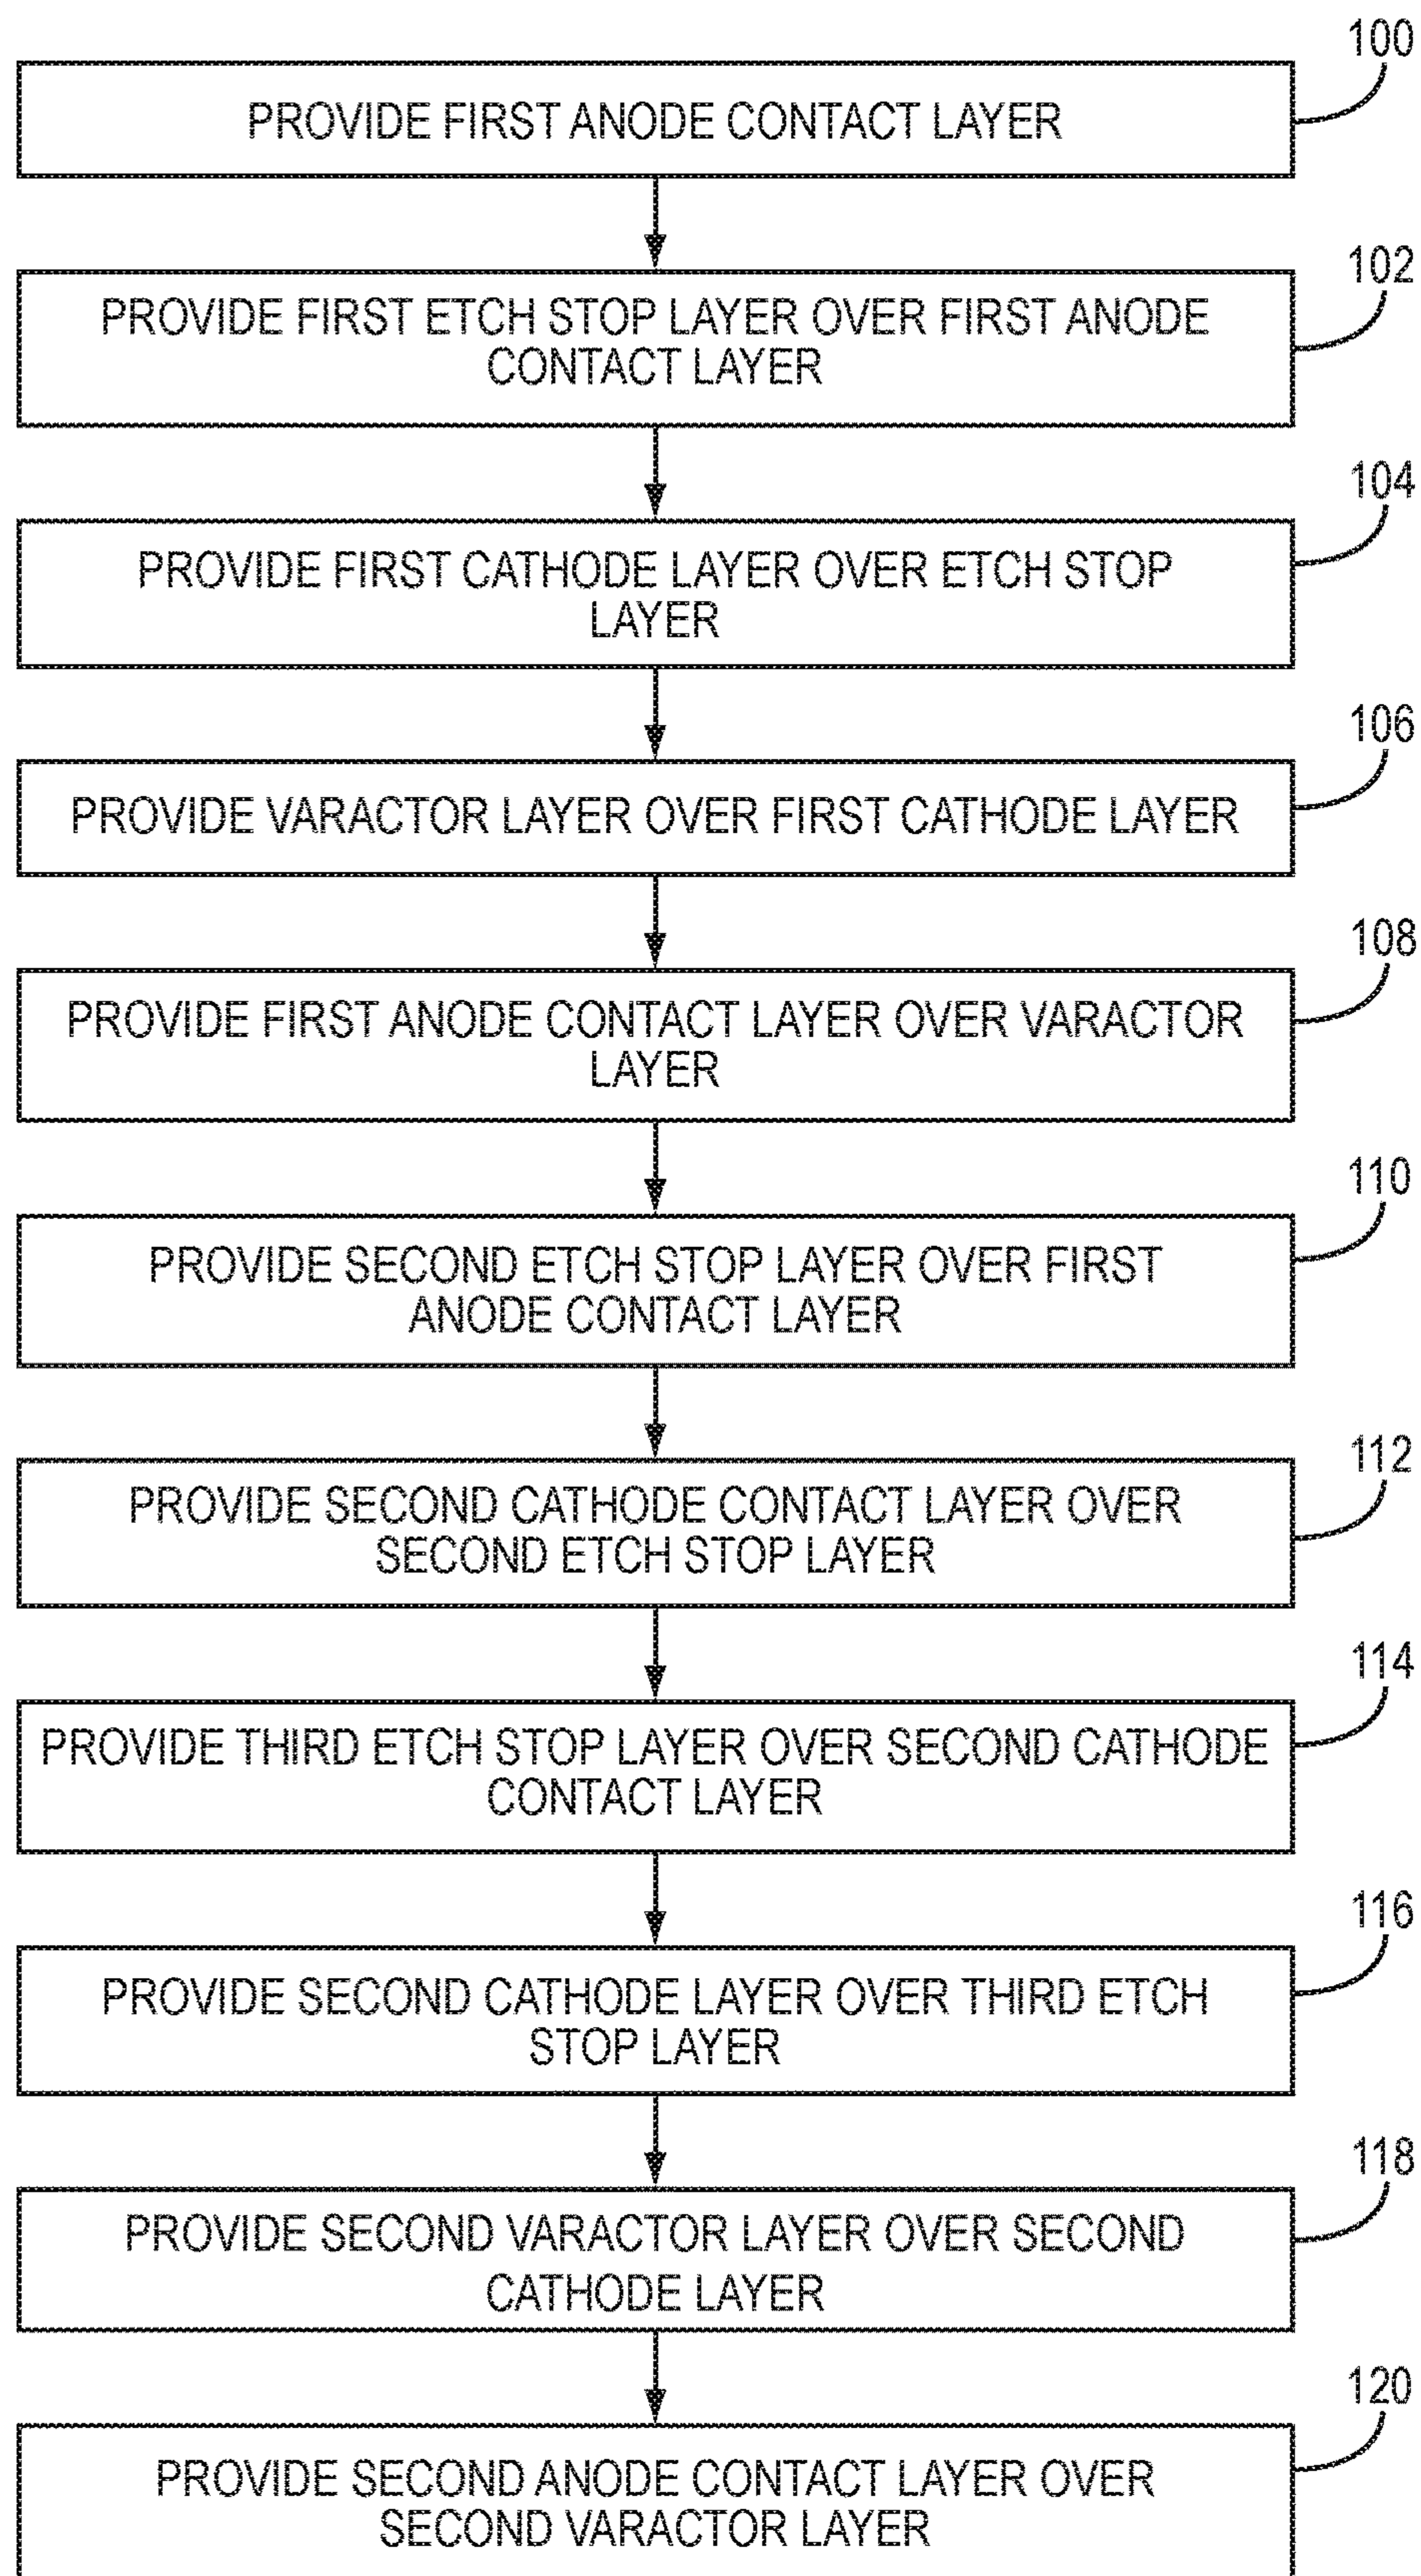 100
PROVIDE FIRST ANODE CONTACT LAYER
102
PROVIDE FIRST ETCH STOP LAYER OVER FIRST ANODE
CONTACT LAYER
104
PROVIDE FIRST CATHODE LAYER OVER ETCH STOP
LAYER
106
PROVIDE VARACTOR LAYER OVER FIRST CATHODE LAYER
108
PROVIDE FIRST ANODE CONTACT LAYER OVER VARACTOR
LAYER
110
PROVIDE SECOND ETCH STOP LAYER OVER FIRST
ANODE CONTACT LAYER
112
PROVIDE SECOND CATHODE CONTACT LAYER OVER
SECOND ETCH STOP LAYER
114
PROVIDE THIRD ETCH STOP LAYER OVER SECOND CATHODE
CONTACT LAYER
116
PROVIDE SECOND CATHODE LAYER OVER THIRD ETCH
STOP LAYER
118
PROVIDE SECOND VARACTOR LAYER OVER SECOND
CATHODE LAYER
120
PROVIDE SECOND ANODE CONTACT LAYER OVER
SECOND VARACTOR LAYER